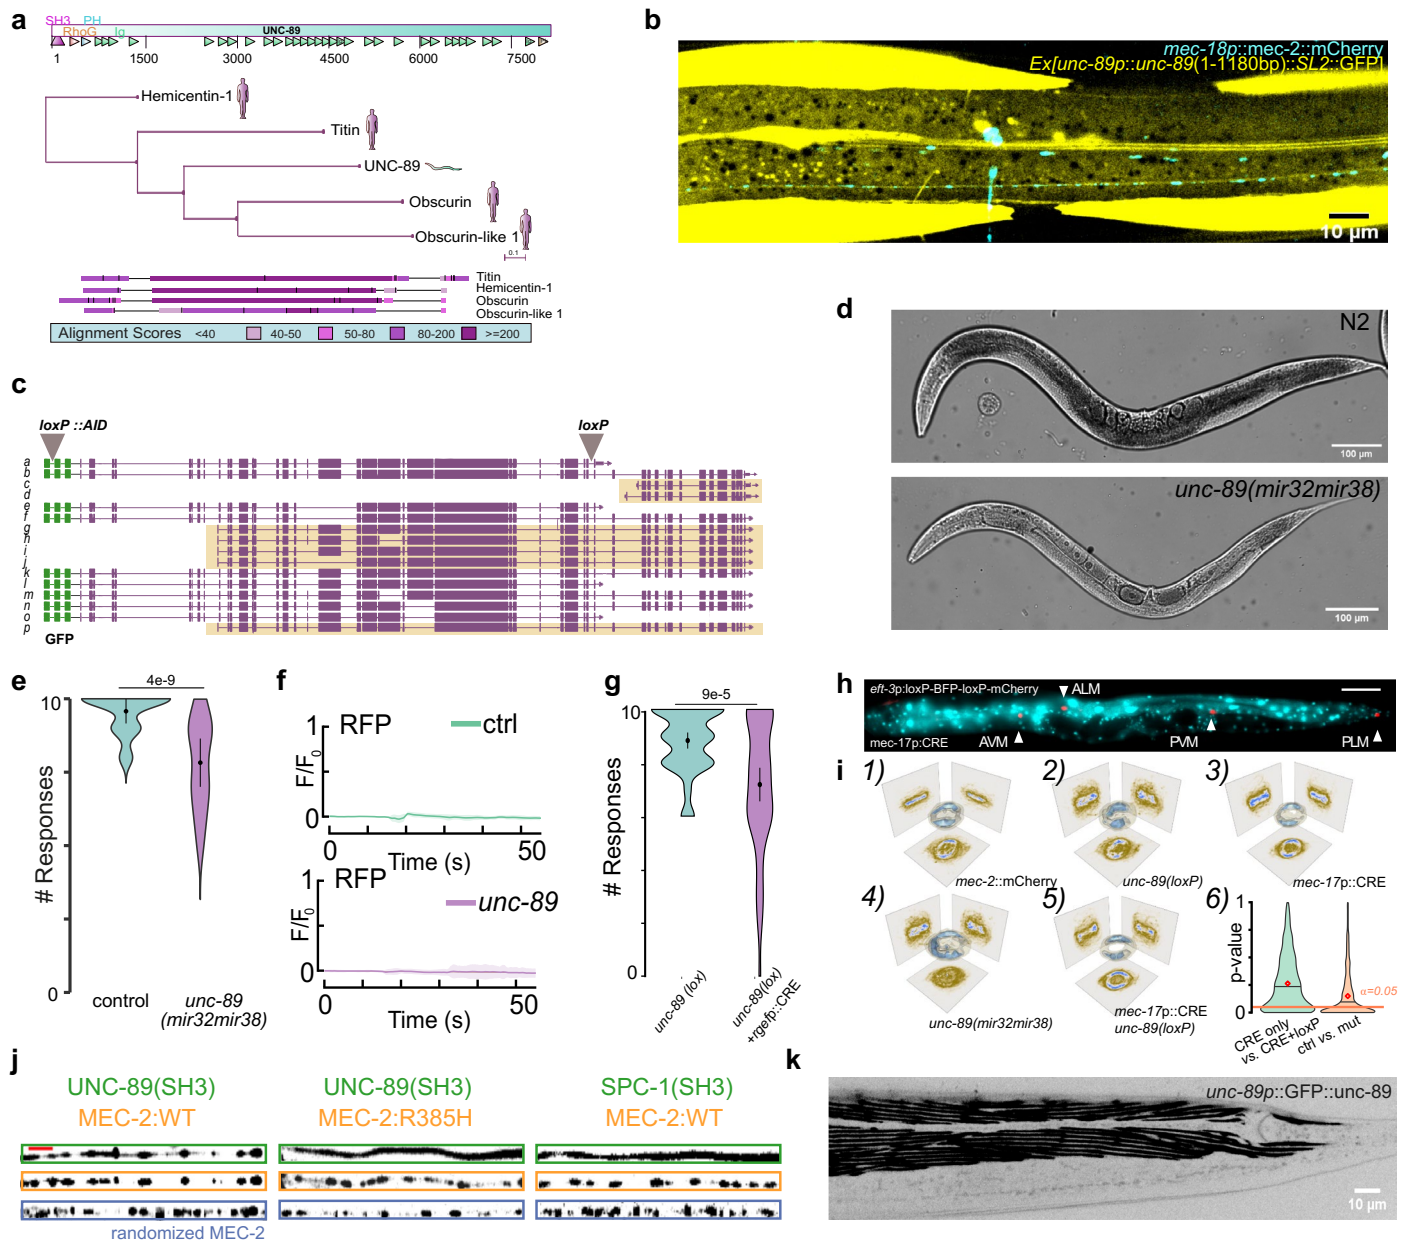 a
SH3 PH
RhoG Ig
UNC-89
1 1500 3000 4500 6000 7500
Hemicentin-1
Titin
UNC-89
Obscurin
Obscurin-like 1
0.1
Titin
Hemicentin-1
Obscurin
Obscurin-like 1
Alignment Scores <40 40-50 50-80 80-200 >=200
b
mec-18p::mec-2::mCherry
Ex[unc-89p::unc-89(1-1180bp)::SL2::GFP]
10 µm
c
loxP ::AID
loxP
a
b
c
d
e
f
g
h
i
j
k
l
m
n
o
p
GFP
d
N2
100 µm
unc-89(mir32mir38)
100 µm
e
4e-9
10
# Responses
0
control
unc-89
(mir32mir38)
f
1
RFP
ctrl
F/F0
0
0 50
Time (s)
1
RFP
unc-89
F/F0
0
0 50
Time (s)
g
9e-5
10
# Responses
0
unc-89(lox)
unc-89(lox)
+rgefp::CRE
h
eft-3p:loxP-BFP-loxP-mCherry
ALM
mec-17p:CRE
AVM
PVM
PLM
i
1)
mec-2::mCherry
2)
unc-89(loxP)
3)
mec-17p::CRE
4)
unc-89(mir32mir38)
5)
mec-17p::CRE
unc-89(loxP)
6)
1
p-value
0
α=0.05
CRE only
vs. CRE+loxP
ctrl vs. mut
j
UNC-89(SH3)
MEC-2:WT
UNC-89(SH3)
MEC-2:R385H
SPC-1(SH3)
MEC-2:WT
randomized MEC-2
k
unc-89p::GFP::unc-89
10 µm